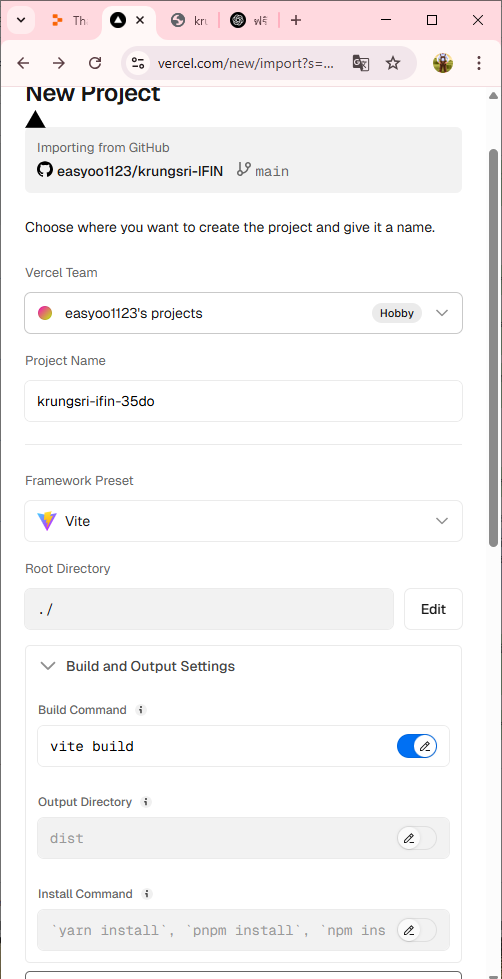 Tha
kru
ฟรี
vercel.com/new/import?s=...
New Project
Importing from GitHub
easyoo1123/krungsri-IFIN main
Choose where you want to create the project and give it a name.
Vercel Team
easyoo1123's projects Hobby
Project Name
krungsri-ifin-35do
Framework Preset
Vite
Root Directory
./ Edit
Build and Output Settings
Build Command
vite build
Output Directory
dist
Install Command
`yarn install`, `pnpm install`, `npm ins